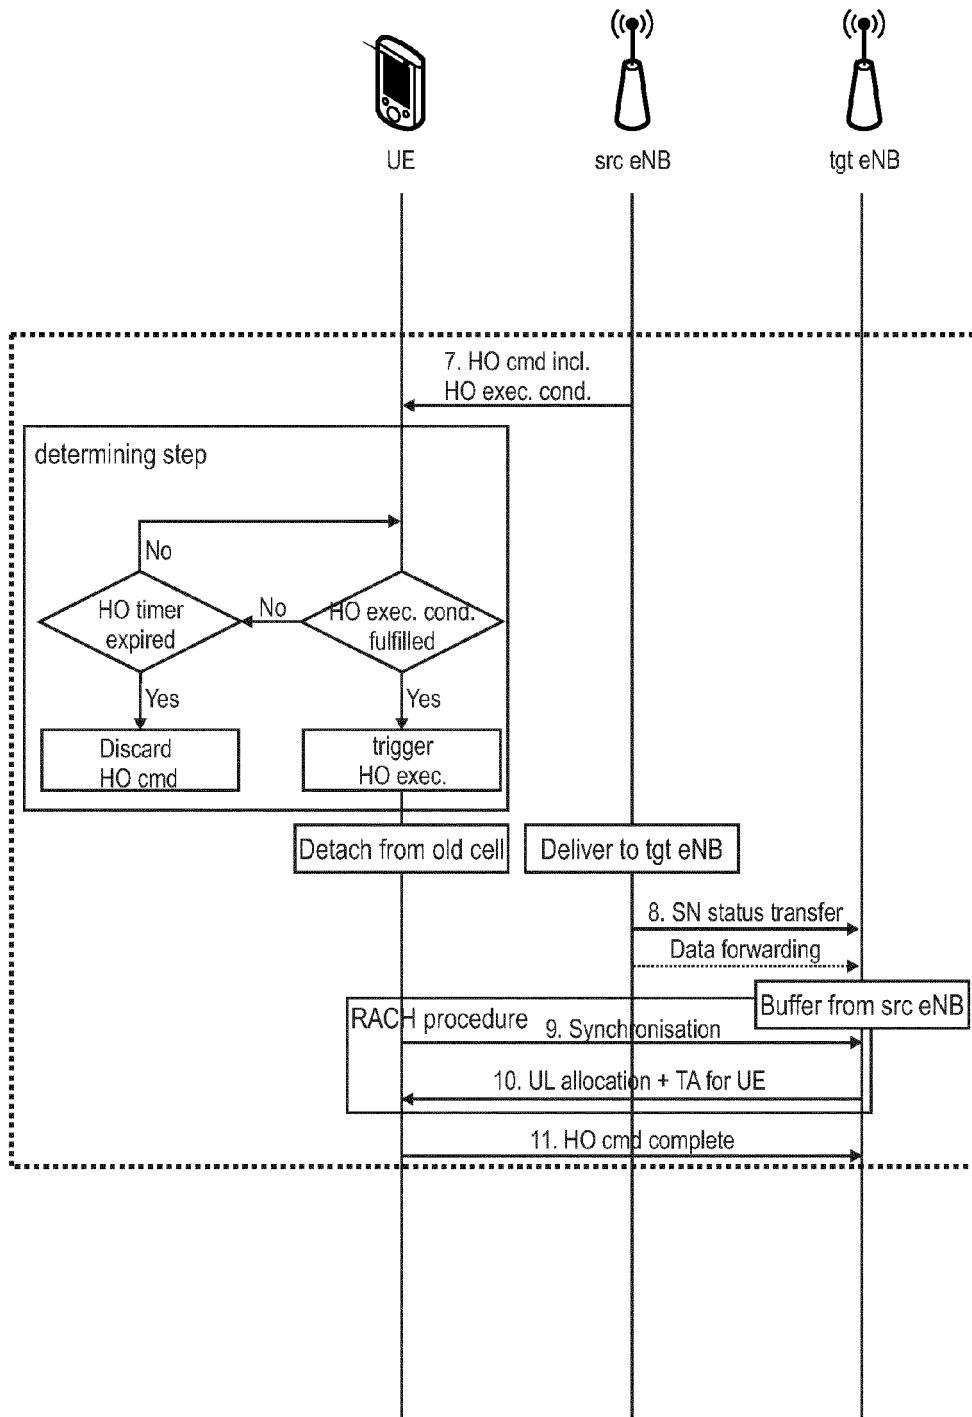 UE
src eNB
tgt eNB
7. HO cmd incl.
HO exec. cond.
determining step
No
HO timer
expired
No
HO exec. cond.
fulfilled
Yes
Yes
Discard
HO cmd
trigger
HO exec.
Detach from old cell
Deliver to tgt eNB
8. SN status transfer
Data forwarding
Buffer from src eNB
RACH procedure
9. Synchronisation
10. UL allocation + TA for UE
11. HO cmd complete